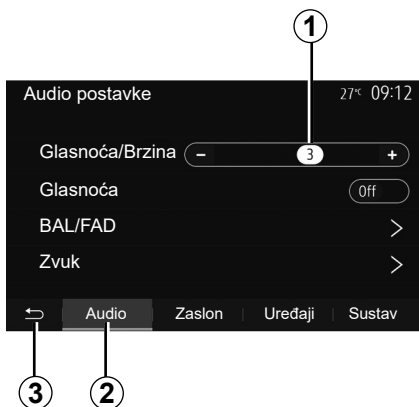 1
Audio postavke 27°C 09:12
Glasnoća/Brzina - 3 +
Glasnoća Off
BAL/FAD >
Zvuk >
Audio Zaslon Uređaji Sustav
3 2